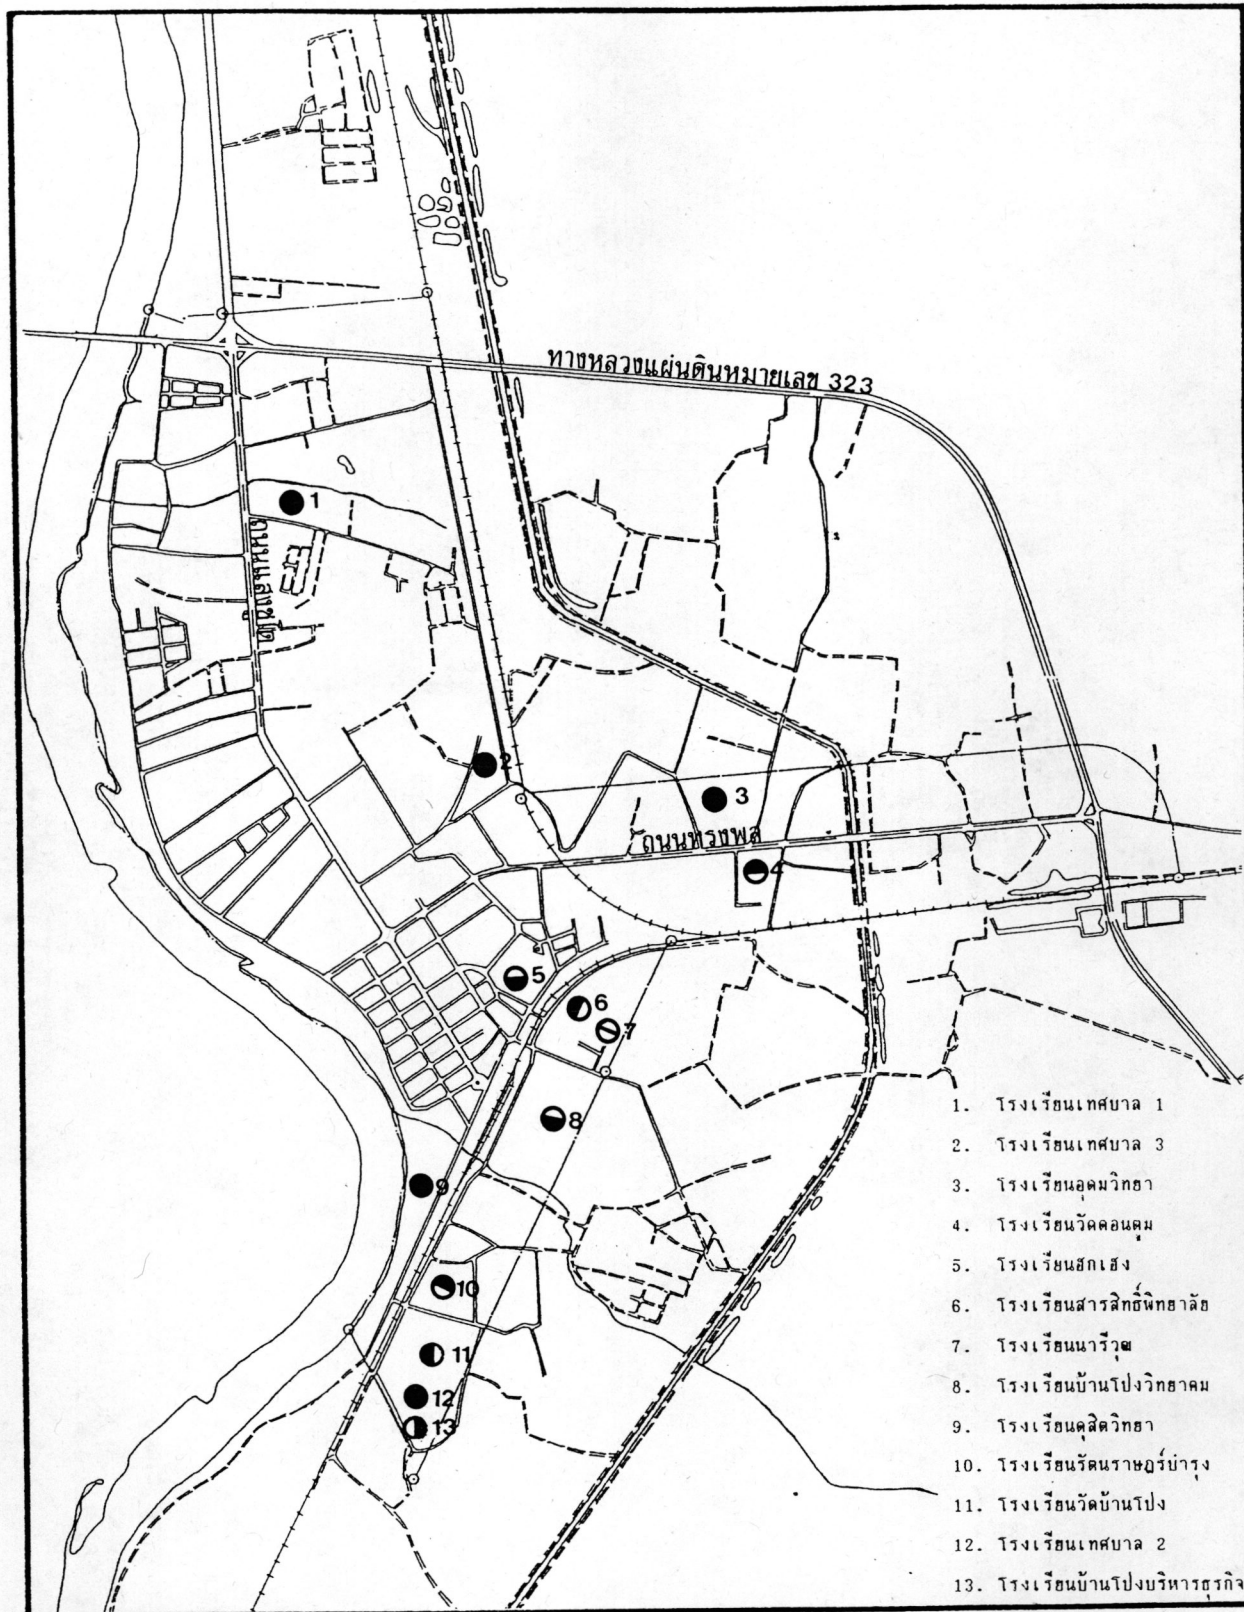 ทางหลวงแผ่นดินหมายเลข 323
1
ถนนแสงชูโต
2
3
ถนนทรงพล
4
5
6
7
8
9
10
11
12
13
1. โรงเรียนเทศบาล 1
2. โรงเรียนเทศบาล 3
3. โรงเรียนอุดมวิทยา
4. โรงเรียนวัดดอนตูม
5. โรงเรียนฮกเฮง
6. โรงเรียนสารสิทธิ์พิทยาลัย
7. โรงเรียนนารีวุฒ
8. โรงเรียนบ้านโป่งวิทยาคม
9. โรงเรียนดุสิตวิทยา
10. โรงเรียนรัตนราษฎร์บำรุง
11. โรงเรียนวัดบ้านโป่ง
12. โรงเรียนเทศบาล 2
13. โรงเรียนบ้านโปงบริหารธุรกิจ